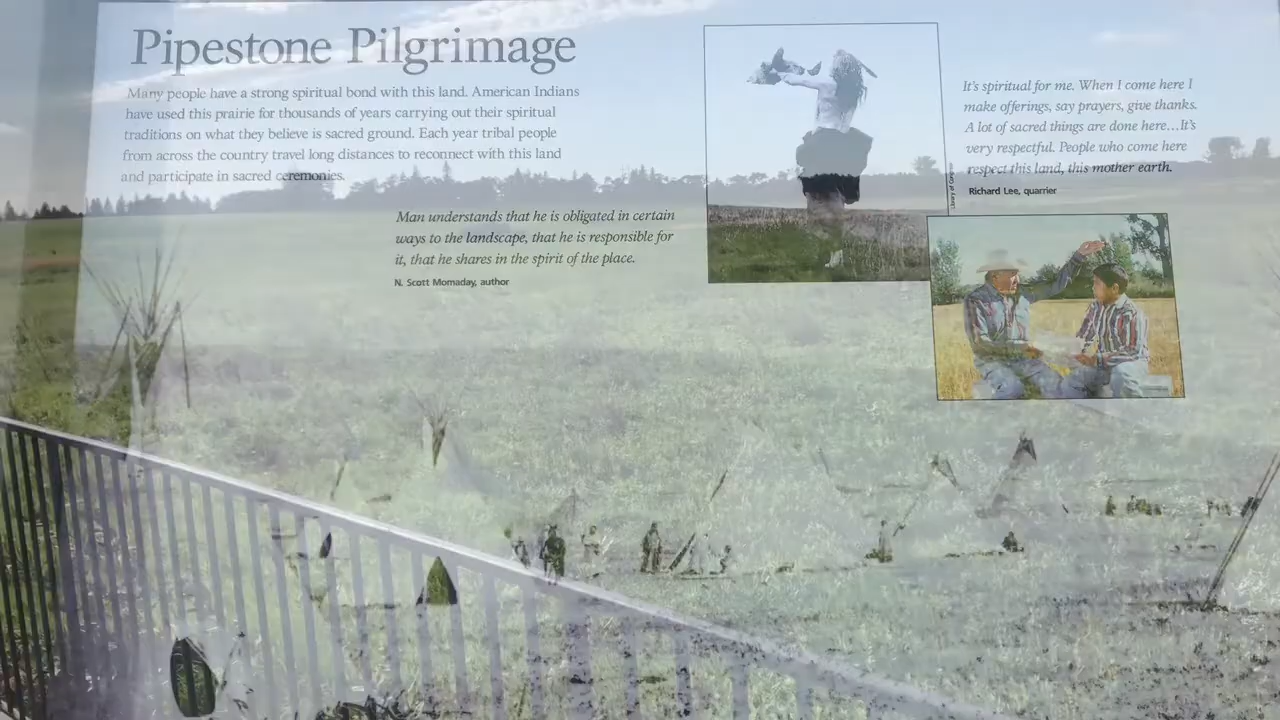 Pipestone Pilgrimage
Many people have a strong spiritual bond with this land. American Indians
have used this prairie for thousands of years carrying out their spiritual
traditions on what they believe is sacred ground. Each year tribal people
from across the country travel long distances to reconnect with this land
and participate in sacred ceremonies.
Man understands that he is obligated in certain
ways to the landscape, that he is responsible for
it, that he shares in the spirit of the place.
N. Scott Momaday, author
It's spiritual for me. When I come here I
make offerings, say prayers, give thanks.
A lot of sacred things are done here...It's
very respectful. People who come here
respect this land, this mother earth.
Richard Lee, quarrier